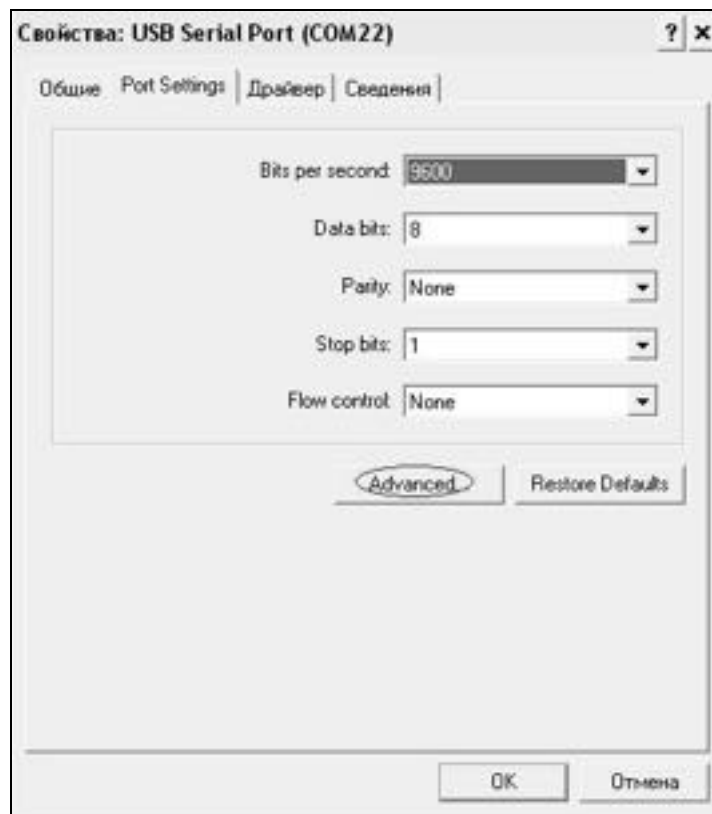 Свойства: USB Serial Port (COM22)
? ×
Общие Port Settings Драйвер Сведения
Bits per second: 9600
Data bits: 8
Parity: None
Stop bits: 1
Flow control: None
Advanced... Restore Defaults
OK Отмена